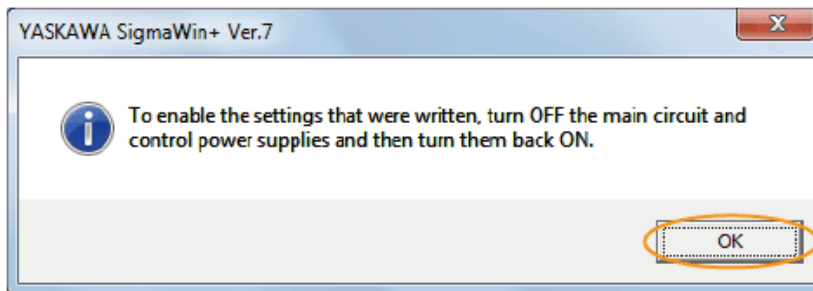 YASKAWA SigmaWin+ Ver.7
To enable the settings that were written, turn OFF the main circuit and
control power supplies and then turn them back ON.
OK